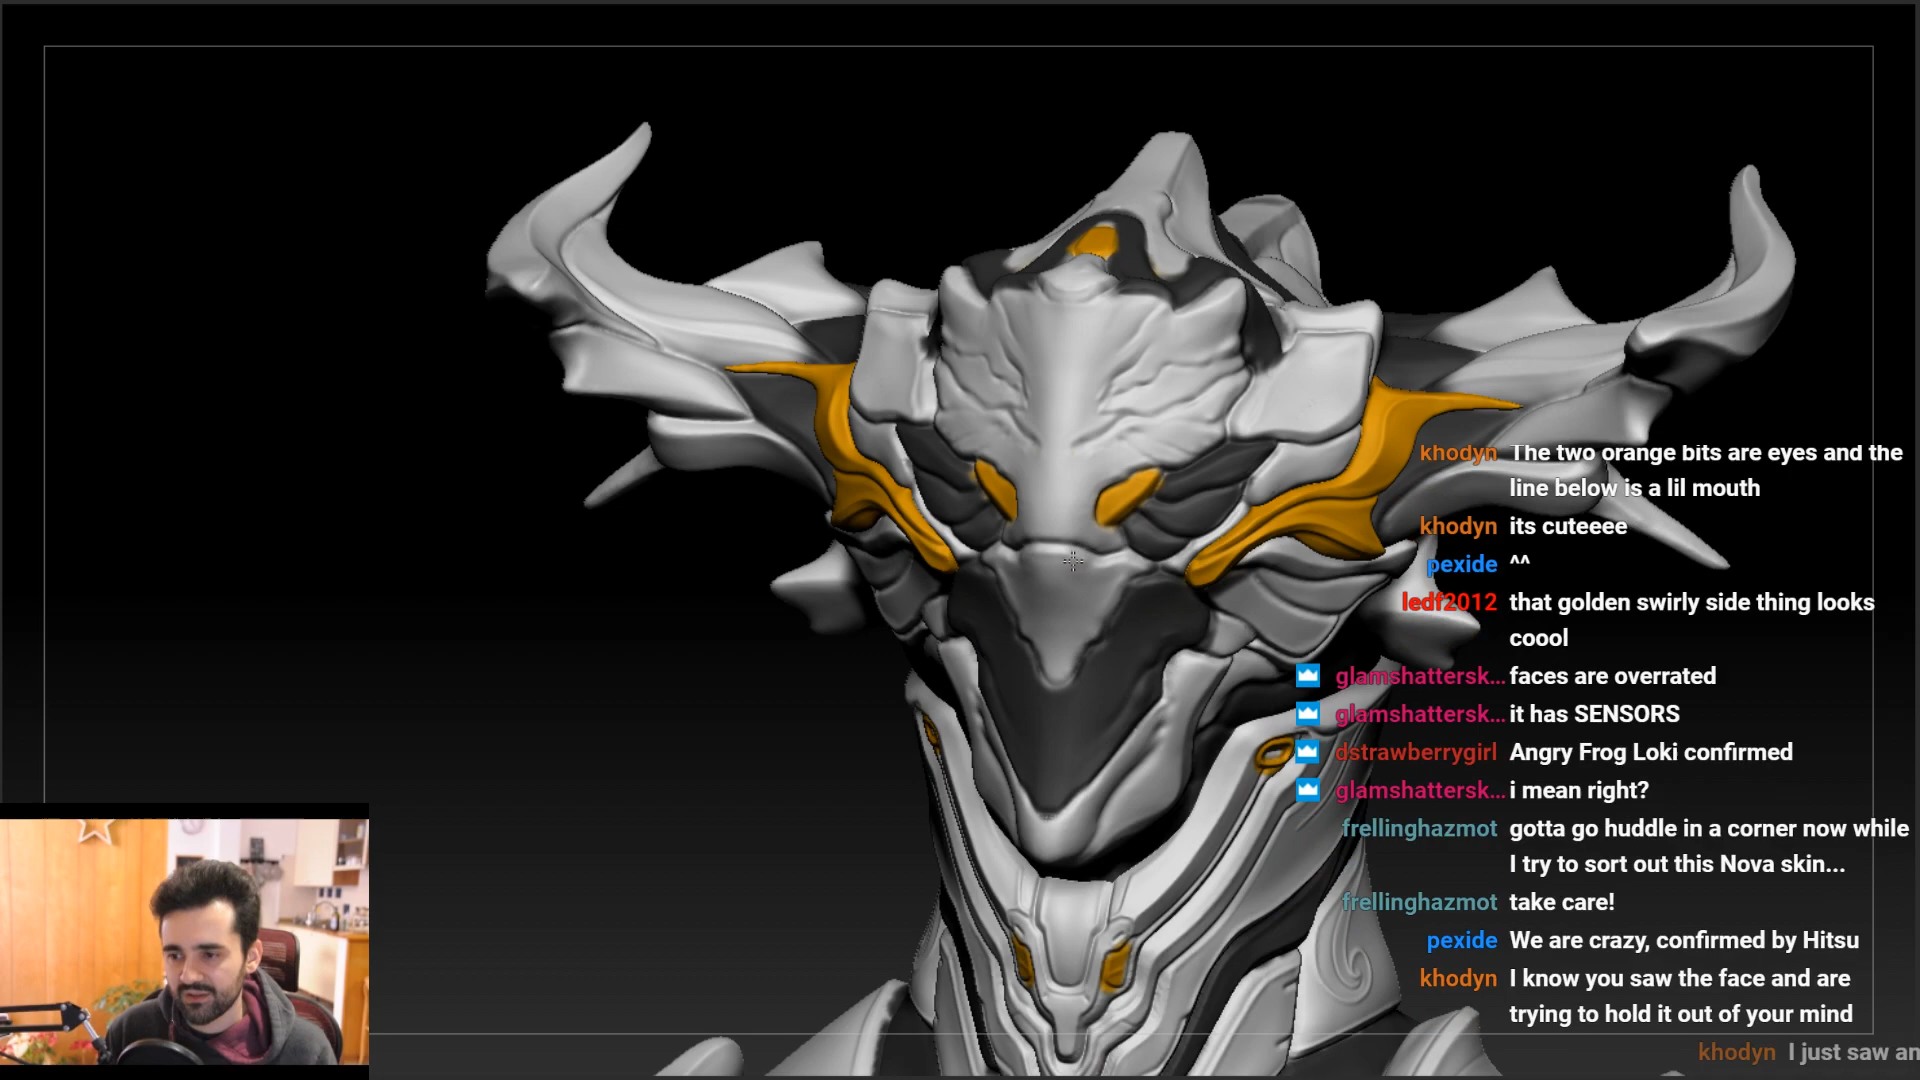 khodyn The two orange bits are eyes and the
line below is a lil mouth
khodyn its cuteeee
pexide ^^
ledf2012 that golden swirly side thing looks
coool
glamshattersk... faces are overrated
glamshattersk... it has SENSORS
dstrawberrygirl Angry Frog Loki confirmed
glamshattersk... i mean right?
frellinghazmot gotta go huddle in a corner now while
I try to sort out this Nova skin...
frellinghazmot take care!
pexide We are crazy, confirmed by Hitsu
khodyn I know you saw the face and are
trying to hold it out of your mind
khodyn I just saw an